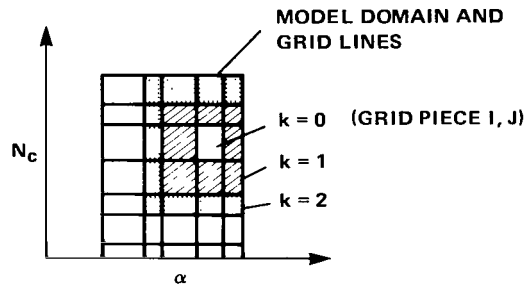 MODEL DOMAIN AND
GRID LINES
k = 0 (GRID PIECE I, J)
N_c
k = 1
k = 2
α